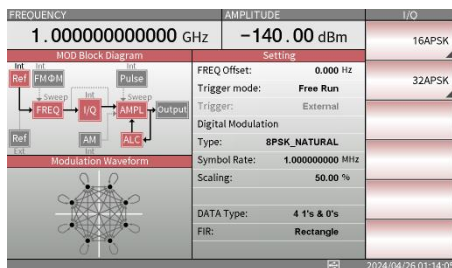 FREQUENCY AMPLITUDE I/Q
1.000000000000 GHz -140.00 dBm
16APSK
32APSK
MOD Block Diagram
Int Int Int
Ref FMΦM Pulse
Sweep Int Sweep
FREQ I/Q AMPL Output
Ref AM ALC
Ext Int
Modulation Waveform
Setting
FREQ Offset: 0.000 Hz
Trigger mode: Free Run
Trigger: External
Digital Modulation
Type: 8PSK_NATURAL
Symbol Rate: 1.000000000 MHz
Scaling: 50.00 %
DATA Type: 4 1's & 0's
FIR: Rectangle
2024/04/26 01:14:05